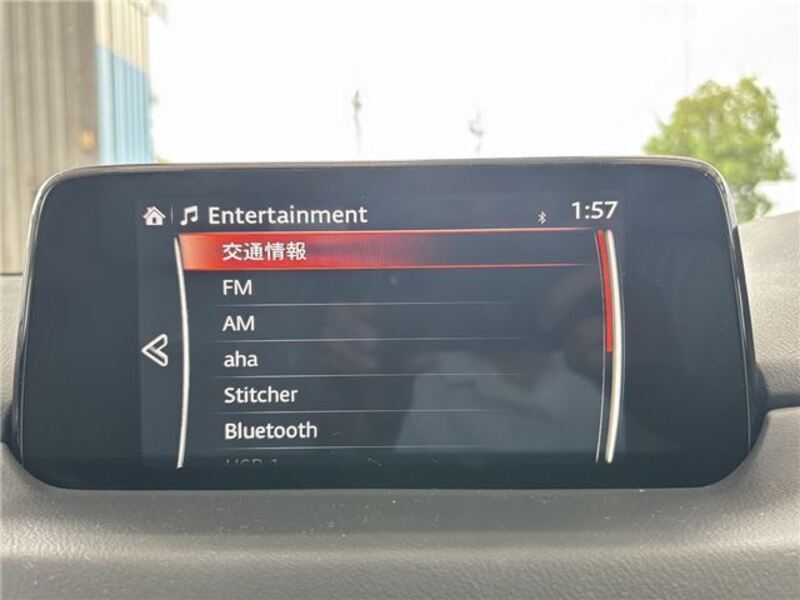 Entertainment 1:57
交通情報
FM
AM
aha
Stitcher
Bluetooth